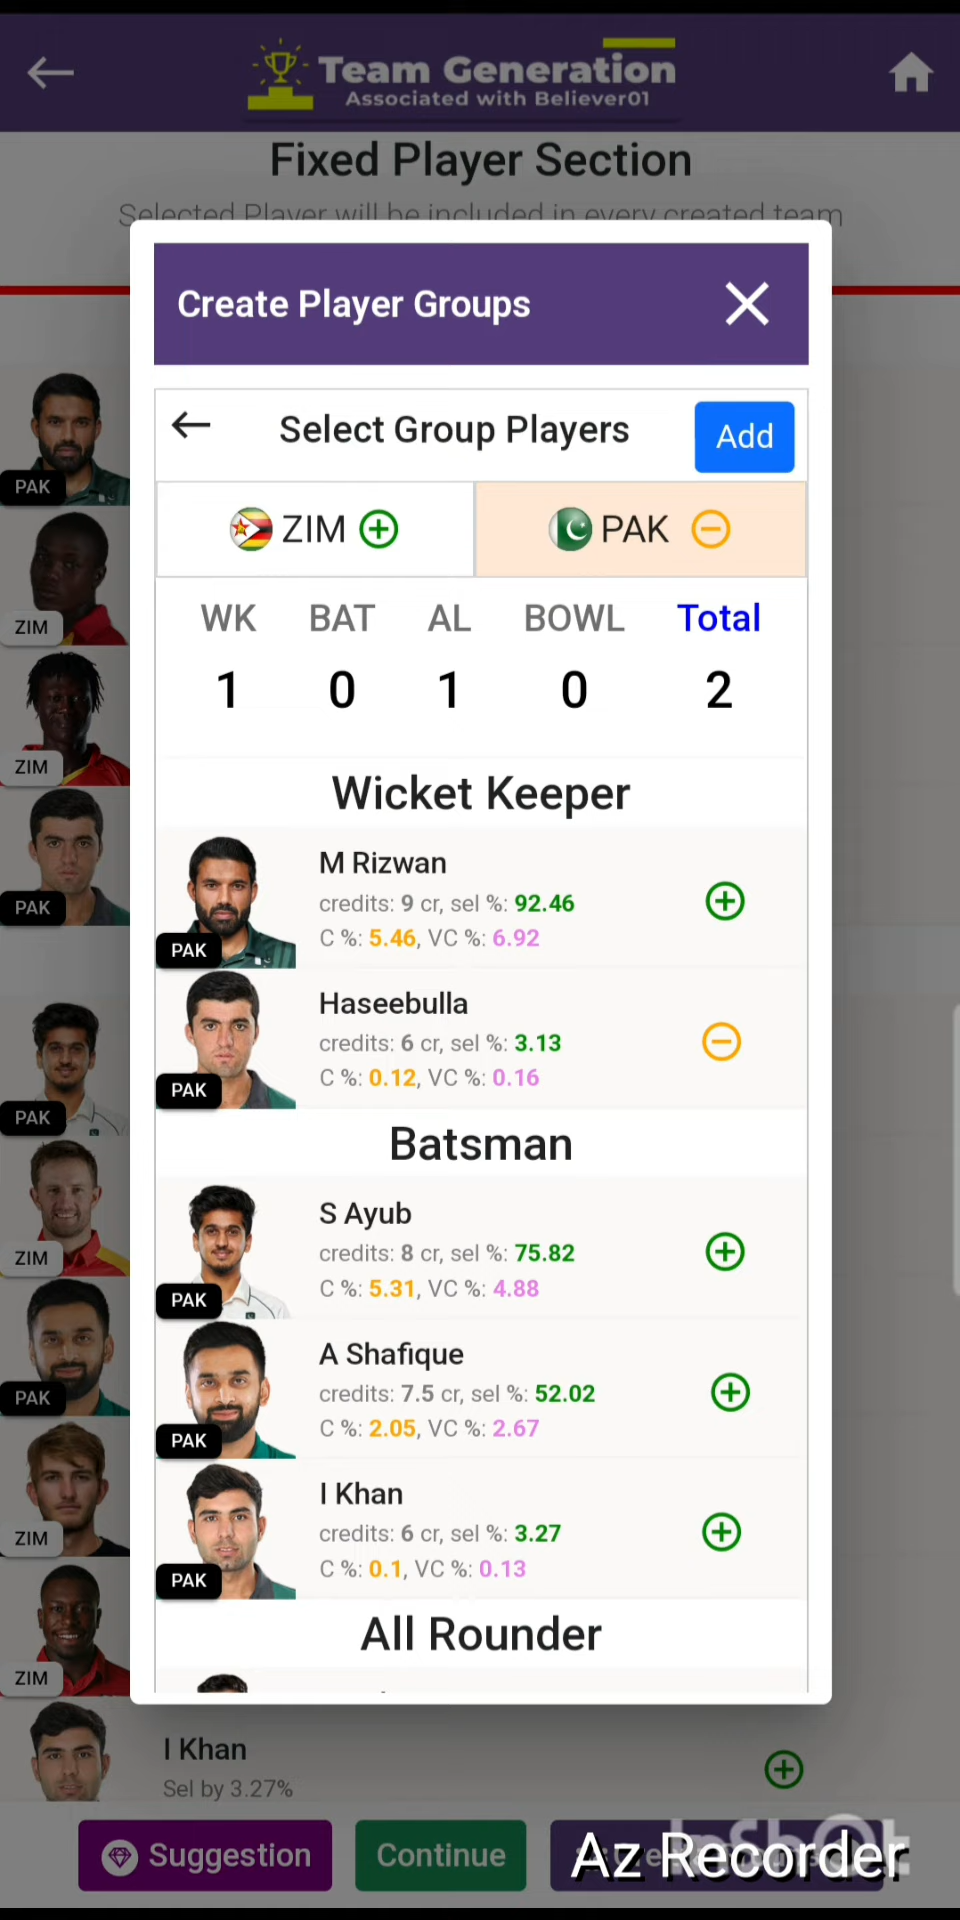 Team Generation
Associated with Believer01
Fixed Player Section
Selected Player will be included in every created team
Create Player Groups
Select Group Players
Add
ZIM
PAK
WK BAT AL BOWL Total
1 0 1 0 2
Wicket Keeper
M Rizwan
credits: 9 cr, sel %: 92.46
C %: 5.46, VC %: 6.92
PAK
Haseebulla
credits: 6 cr, sel %: 3.13
C %: 0.12, VC %: 0.16
PAK
Batsman
S Ayub
credits: 8 cr, sel %: 75.82
C %: 5.31, VC %: 4.88
PAK
A Shafique
credits: 7.5 cr, sel %: 52.02
C %: 2.05, VC %: 2.67
PAK
I Khan
credits: 6 cr, sel %: 3.27
C %: 0.1, VC %: 0.13
PAK
All Rounder
PAK
ZIM
ZIM
PAK
PAK
ZIM
PAK
ZIM
ZIM
I Khan
Sel by 3.27%
Suggestion
Continue
Az Recorder
InShOt